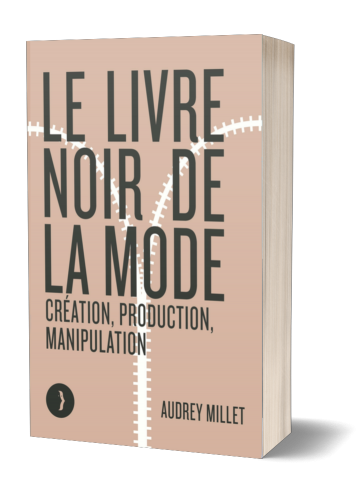 LE LIVRE
NOIR DE
LA MODE
CRÉATION, PRODUCTION,
MANIPULATION
AUDREY MILLET